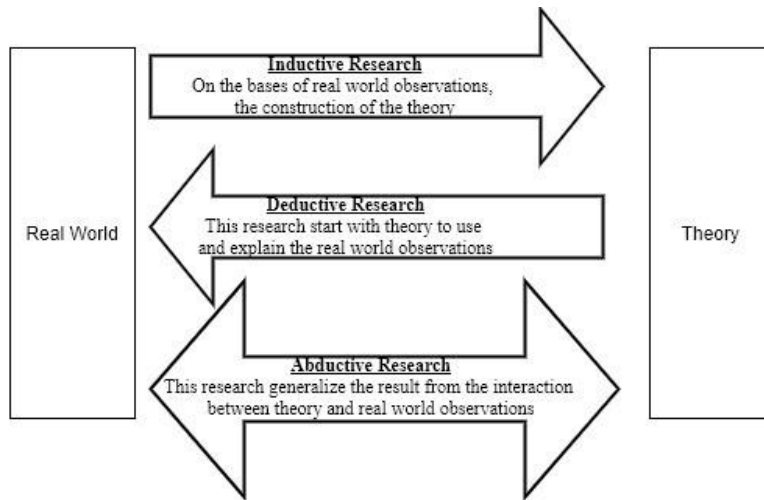 Inductive Research
On the bases of real world observations,
the construction of the theory
Real World
Deductive Research
This research start with theory to use
and explain the real world observations
Theory
Abductive Research
This research generalize the result from the interaction
between theory and real world observations